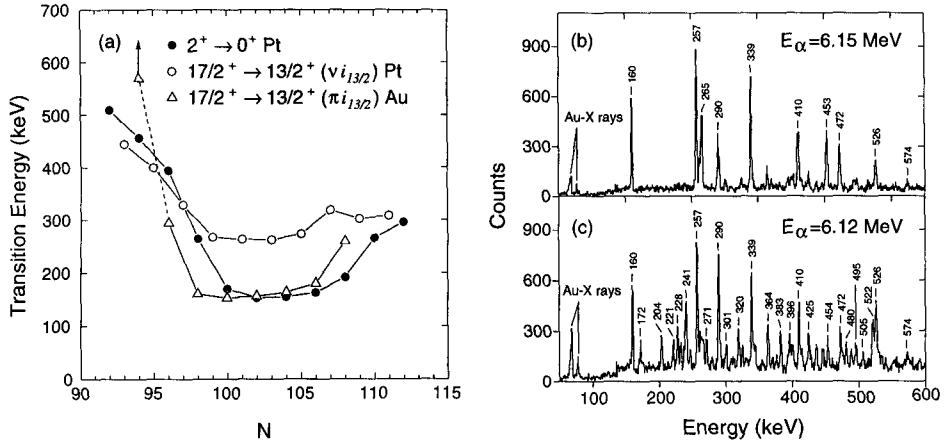 (a)
2⁺ → 0⁺ Pt
17/2⁺ → 13/2⁺ (νi₁₃/₂) Pt
17/2⁺ → 13/2⁺ (πi₁₃/₂) Au
Transition Energy (keV)
700
600
500
400
300
200
100
0
90 95 100 105 110 115
N
(b)
Eα=6.15 MeV
Au-X rays
160 257 265 290 339 410 453 472 526 574
900
600
300
0
Counts
(c)
Eα=6.12 MeV
Au-X rays
160 172 204 221 228 241 257 271 290 301 320 339 364 383 396 410 425 454 472 480 495 505 522 526 574
900
600
300
0
100 200 300 400 500 600
Energy (keV)